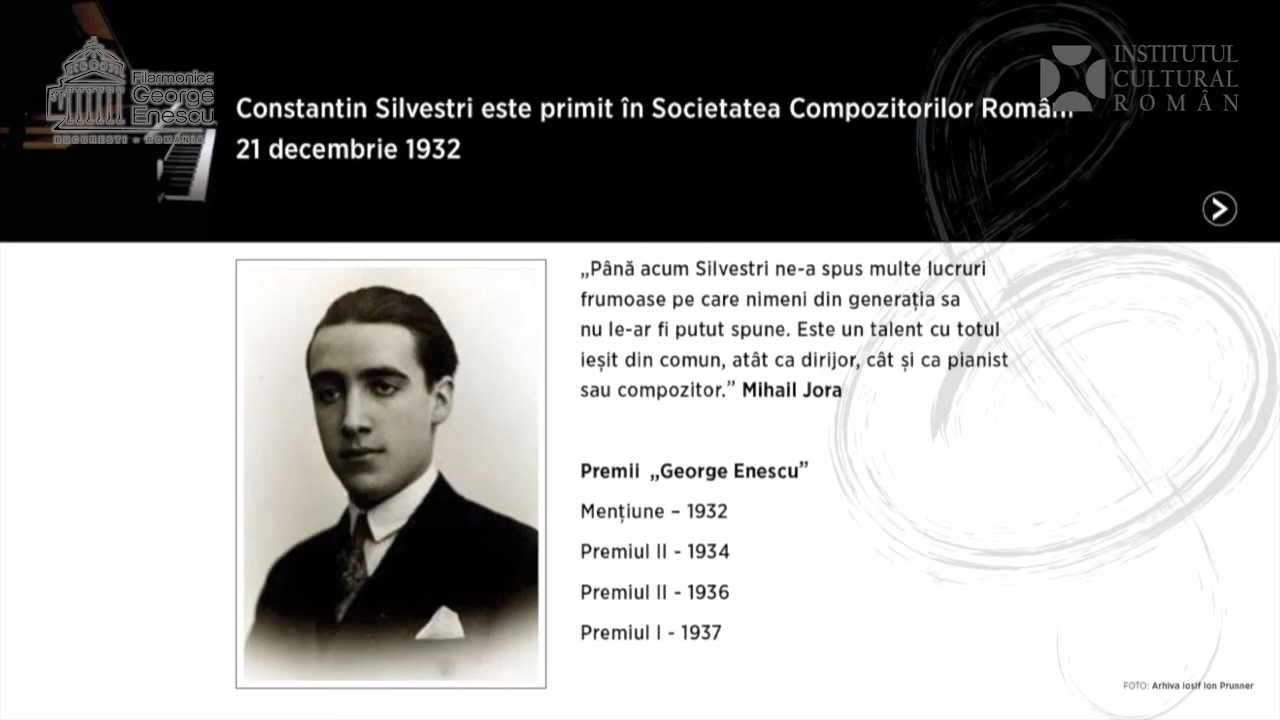 Filarmonica
George
Enescu
BUCUREȘTI - ROMÂNIA
INSTITUTUL
CULTURAL
ROMÂN
Constantin Silvestri este primit în Societatea Compozitorilor Români
21 decembrie 1932
„Până acum Silvestri ne-a spus multe lucruri
frumoase pe care nimeni din generația sa
nu le-ar fi putut spune. Este un talent cu totul
ieșit din comun, atât ca dirijor, cât și ca pianist
sau compozitor.” Mihail Jora
Premii „George Enescu”
Mențiune – 1932
Premiul II - 1934
Premiul II - 1936
Premiul I - 1937
FOTO: Arhiva Iosif Ion Prunner